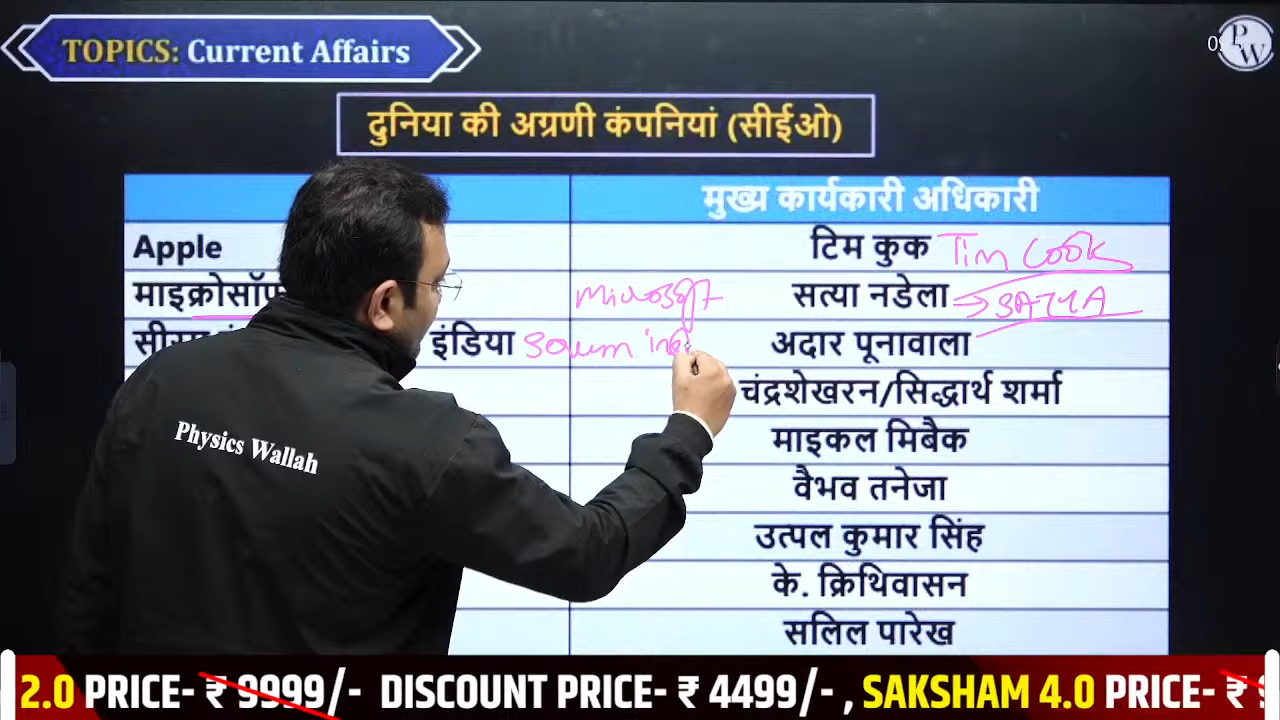 TOPICS: Current Affairs
PW
दुनिया की अग्रणी कंपनियां (सीईओ)
मुख्य कार्यकारी अधिकारी
Apple टिम कुक Tim Cook
Microsoft सत्या नडेला → SATYA
इंडिया अदार पूनावाला
चंद्रशेखरन/सिद्धार्थ शर्मा
माइकल मिबैक
वैभव तनेजा
उत्पल कुमार सिंह
के. क्रिथिवासन
सलिल पारेख
Physics Wallah
2.0 PRICE- ₹ 9999/- DISCOUNT PRICE- ₹ 4499/- , SAKSHAM 4.0 PRICE- ₹